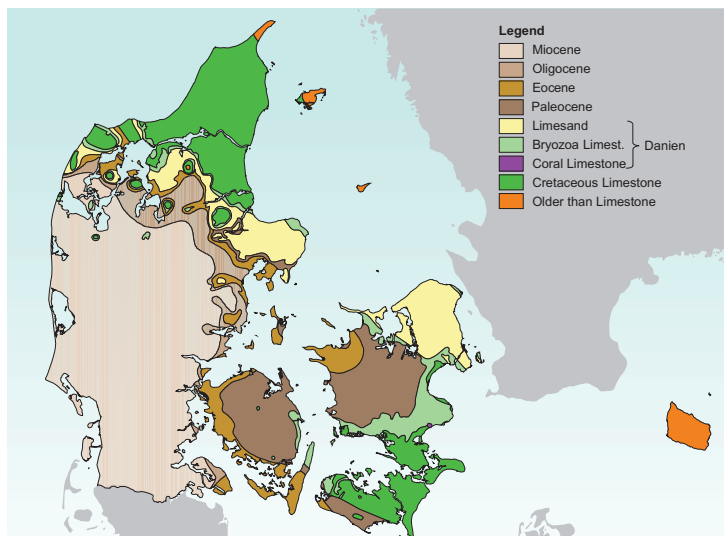 Legend
Miocene
Oligocene
Eocene
Paleocene
Limesand
Bryozoa Limest.
Danien
Coral Limestone
Cretaceous Limestone
Older than Limestone